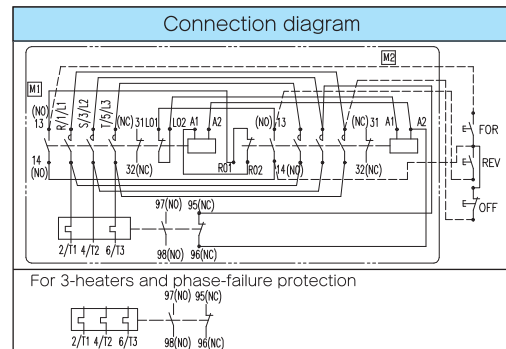 Connection diagram
M1
M2
(NO)
13
R/1/L1
S/3/L2
T/5/L3
(NC) 31 L01 L02 A1 A2
(NO) 13
(NC) 31 A1 A2
14
(NO)
32(NC)
R01 R02
14(NO)
32(NC)
FOR
REV
OFF
97(NO) 95(NC)
2/T1 4/T2 6/T3
98(NO) 96(NC)
For 3-heaters and phase-failure protection
97(NO) 95(NC)
2/T1 4/T2 6/T3
98(NO) 96(NC)